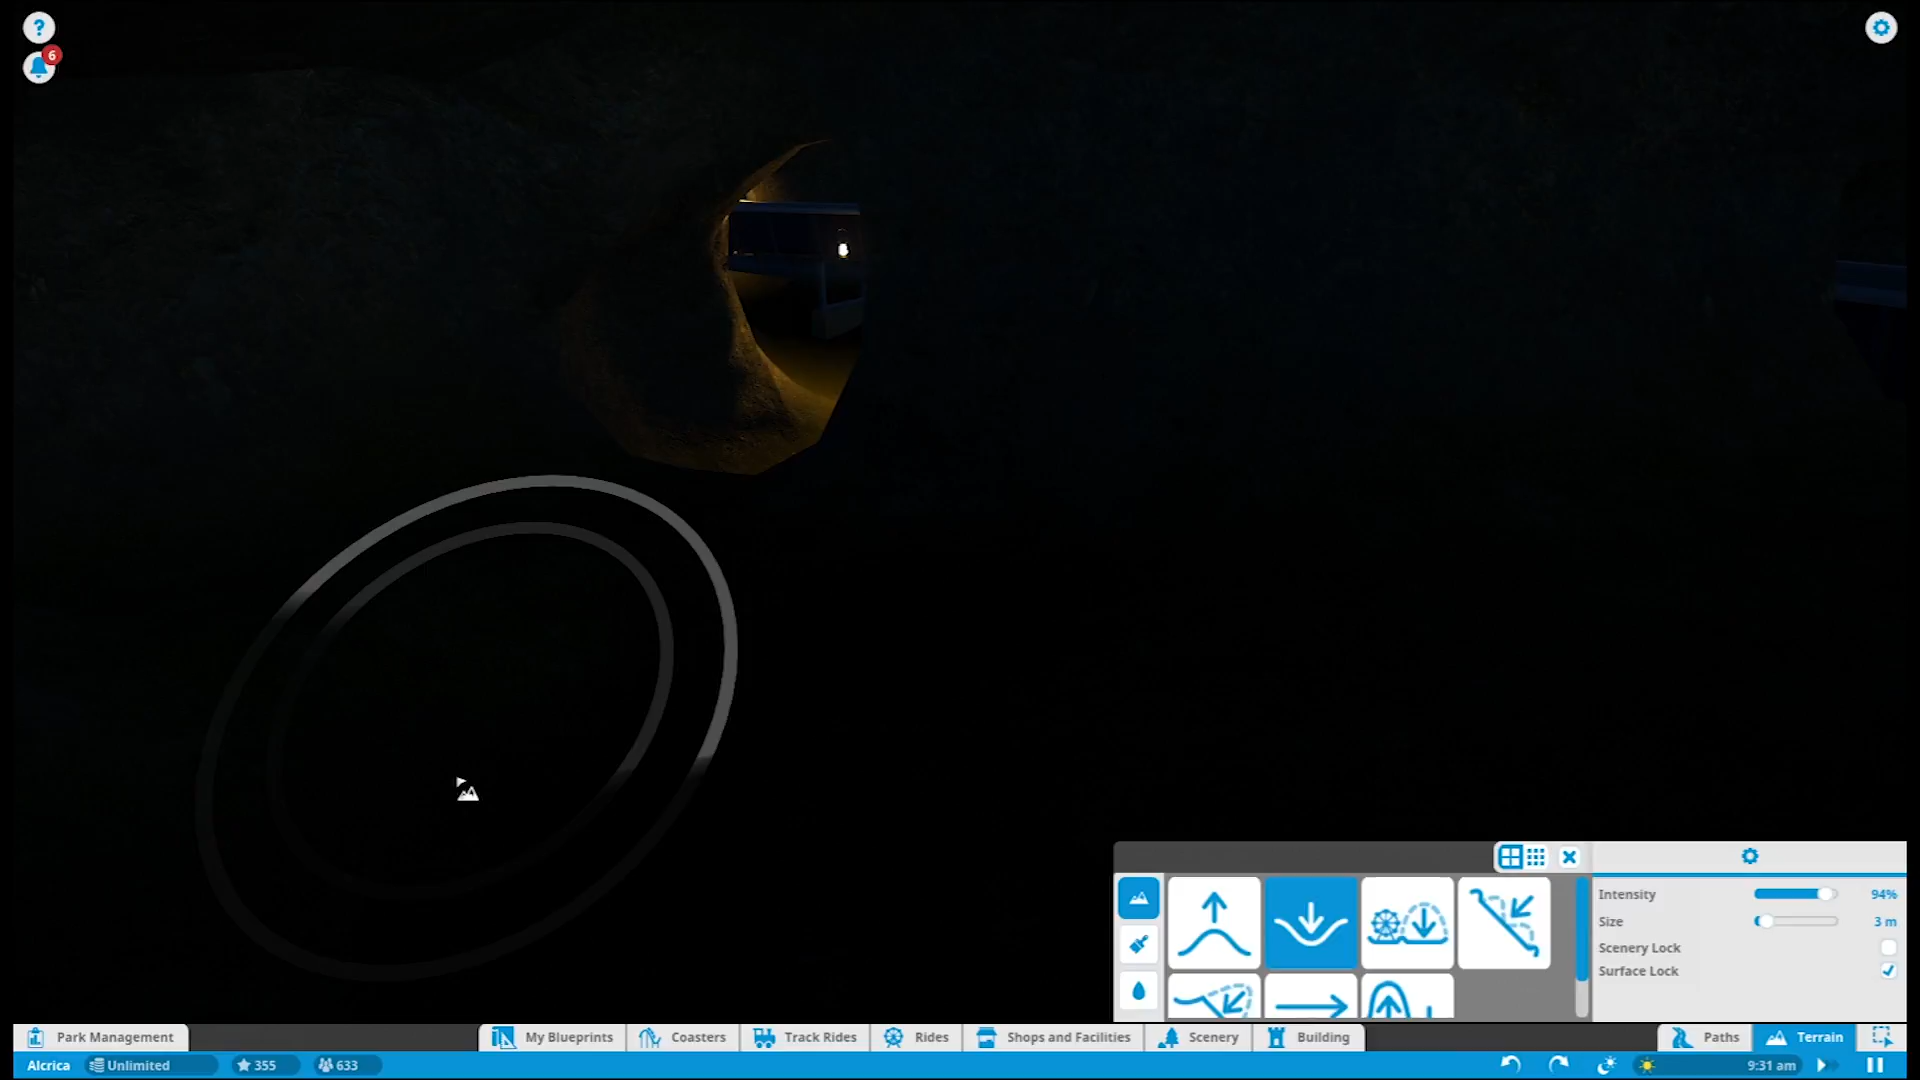 ?
6
Intensity 94%
Size 3 m
Scenery Lock
Surface Lock
Park Management
My Blueprints
Coasters
Track Rides
Rides
Shops and Facilities
Scenery
Building
Paths
Terrain
Alcrica
Unlimited
355
633
9:31 am